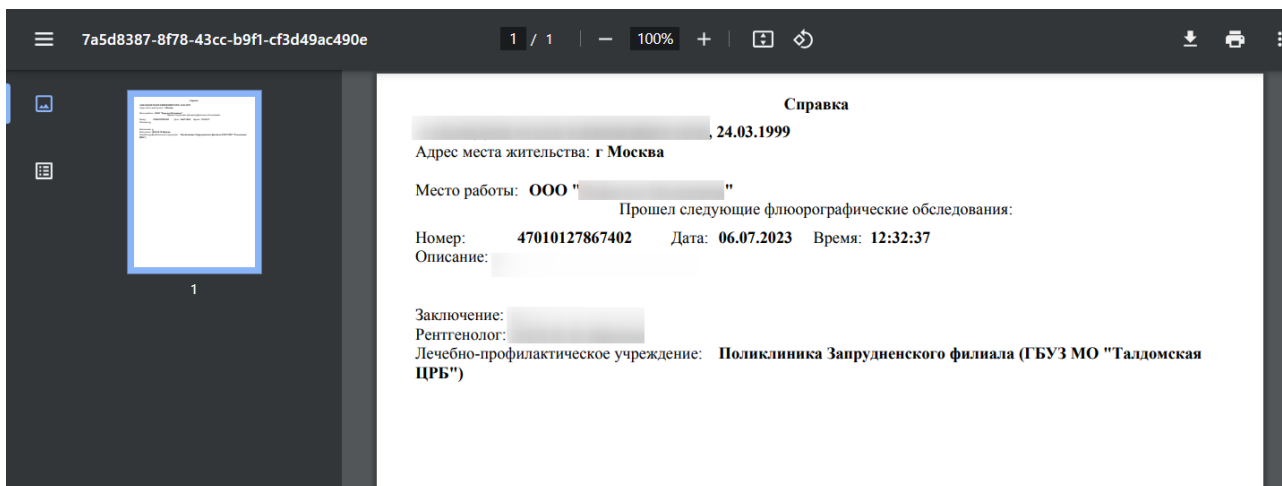 7a5d8387-8f78-43cc-b9f1-cf3d49ac490e
1 / 1
100%
1
Справка
, 24.03.1999
Адрес места жительства: г Москва
Место работы: ООО " "
Прошел следующие флюорографические обследования:
Номер: 47010127867402 Дата: 06.07.2023 Время: 12:32:37
Описание:
Заключение:
Рентгенолог:
Лечебно-профилактическое учреждение: Поликлиника Запрудненского филиала (ГБУЗ МО "Талдомская
ЦРБ")